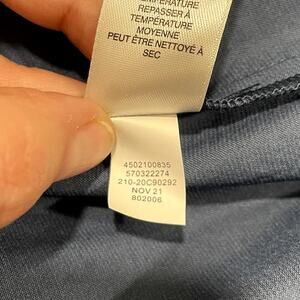 TEMPÉRATURE
REPASSER À
TEMPÉRATURE
MOYENNE
PEUT ÊTRE NETTOYÉ À
SEC
4502100835
570322274
210-20C90292
NOV 21
802006